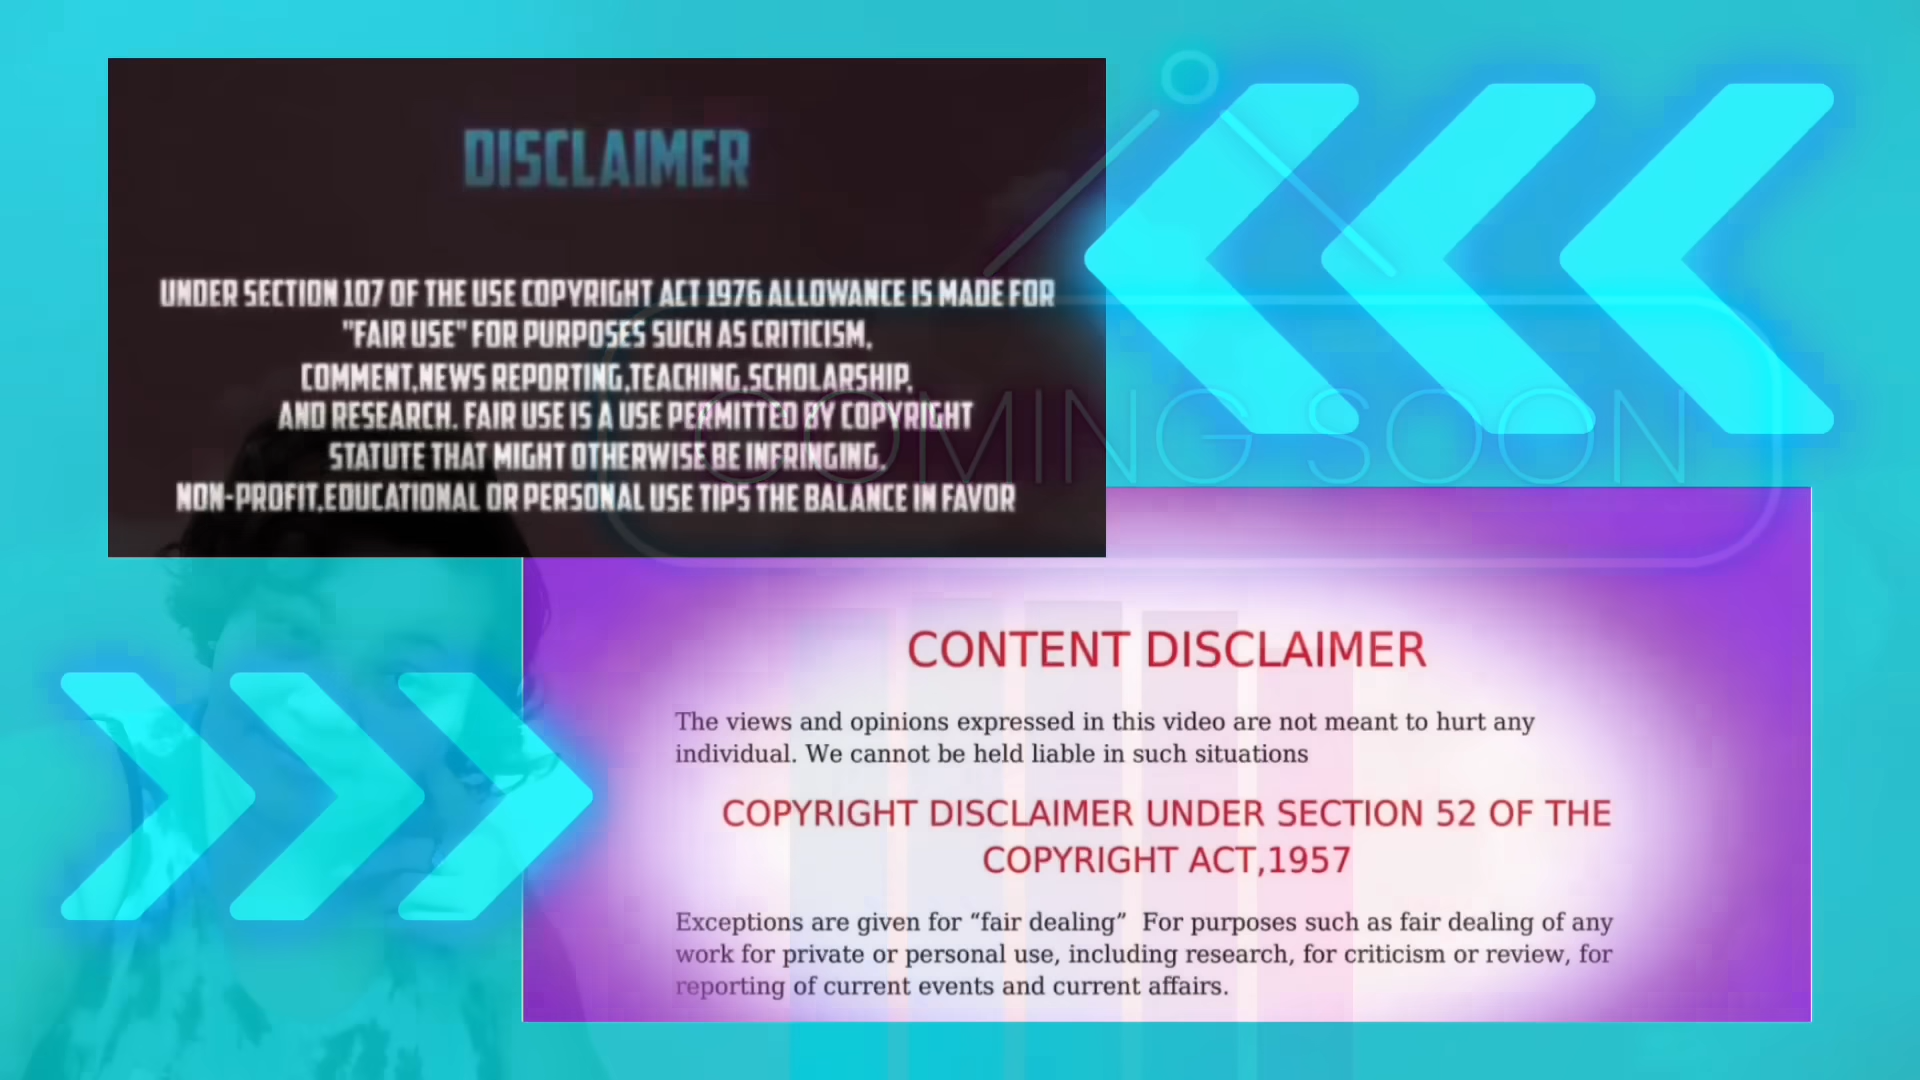 DISCLAIMER
UNDER SECTION 107 OF THE USE COPYRIGHT ACT 1976 ALLOWANCE IS MADE FOR
"FAIR USE" FOR PURPOSES SUCH AS CRITICISM,
COMMENT,NEWS REPORTING,TEACHING,SCHOLARSHIP,
AND RESEARCH. FAIR USE IS A USE PERMITTED BY COPYRIGHT
STATUTE THAT MIGHT OTHERWISE BE INFRINGING.
NON-PROFIT,EDUCATIONAL OR PERSONAL USE TIPS THE BALANCE IN FAVOR
COMING SOON
CONTENT DISCLAIMER
The views and opinions expressed in this video are not meant to hurt any
individual. We cannot be held liable in such situations
COPYRIGHT DISCLAIMER UNDER SECTION 52 OF THE
COPYRIGHT ACT,1957
Exceptions are given for “fair dealing”  For purposes such as fair dealing of any
work for private or personal use, including research, for criticism or review, for
reporting of current events and current affairs.